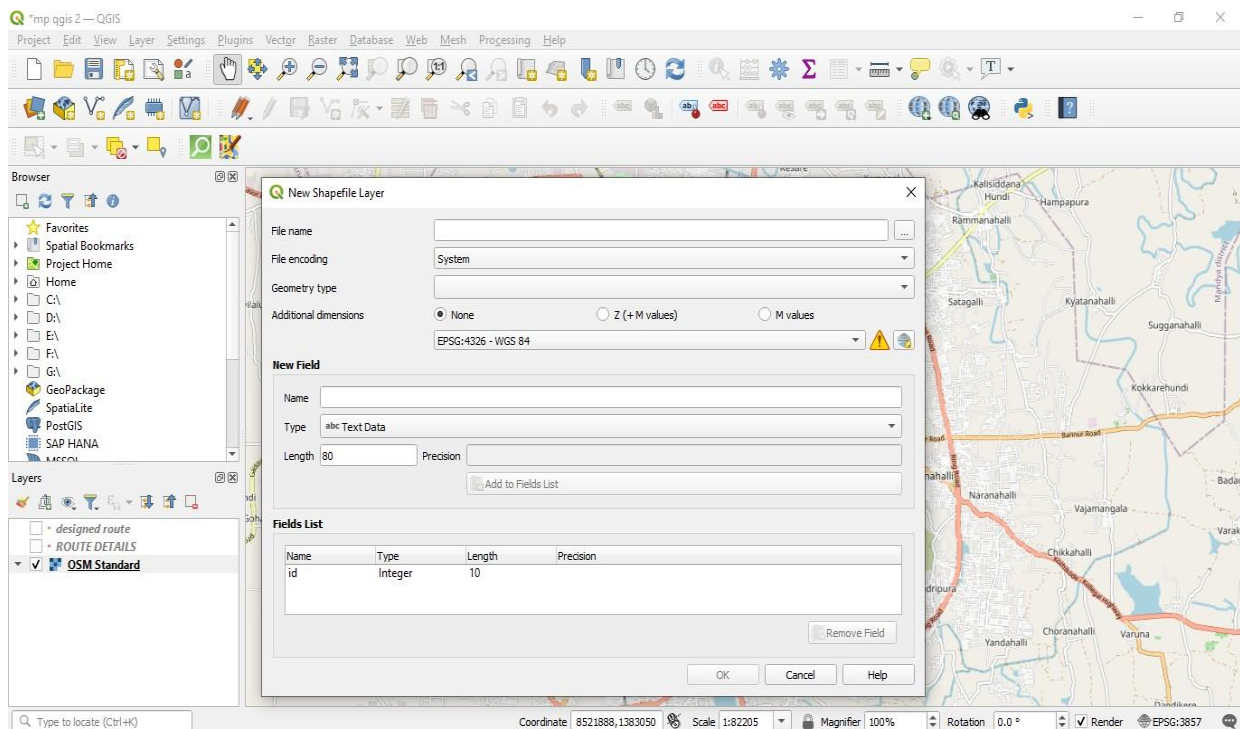 *mp qgis 2 — QGIS
Project Edit View Layer Settings Plugins Vector Raster Database Web Mesh Processing Help
Browser
Favorites
Spatial Bookmarks
Project Home
Home
C:\
D:\
E:\
F:\
G:\
GeoPackage
SpatiaLite
PostGIS
SAP HANA
MSSQL
Layers
designed route
ROUTE DETAILS
OSM Standard
New Shapefile Layer
File name
...
File encoding System
Geometry type
Additional dimensions None Z (+ M values) M values
EPSG:4326 - WGS 84
New Field
Name
Type abc Text Data
Length 80 Precision
Add to Fields List
Fields List
Name Type Length Precision
id Integer 10
Remove Field
OK Cancel Help
Kalisiddana
Hundi
Hampapura
Rammanahalli
Mandya district
Satagalli
Kyatanahalli
Sugganahalli
Kokkarehundi
Bannur Road
Ring Road
Naranahalli
Vajamangala
Chikkahalli
Choranahalli
Varuna
Yandahalli
Type to locate (Ctrl+K)
Coordinate 8521888,1383050 Scale 1:82205 Magnifier 100% Rotation 0.0 ° Render EPSG:3857